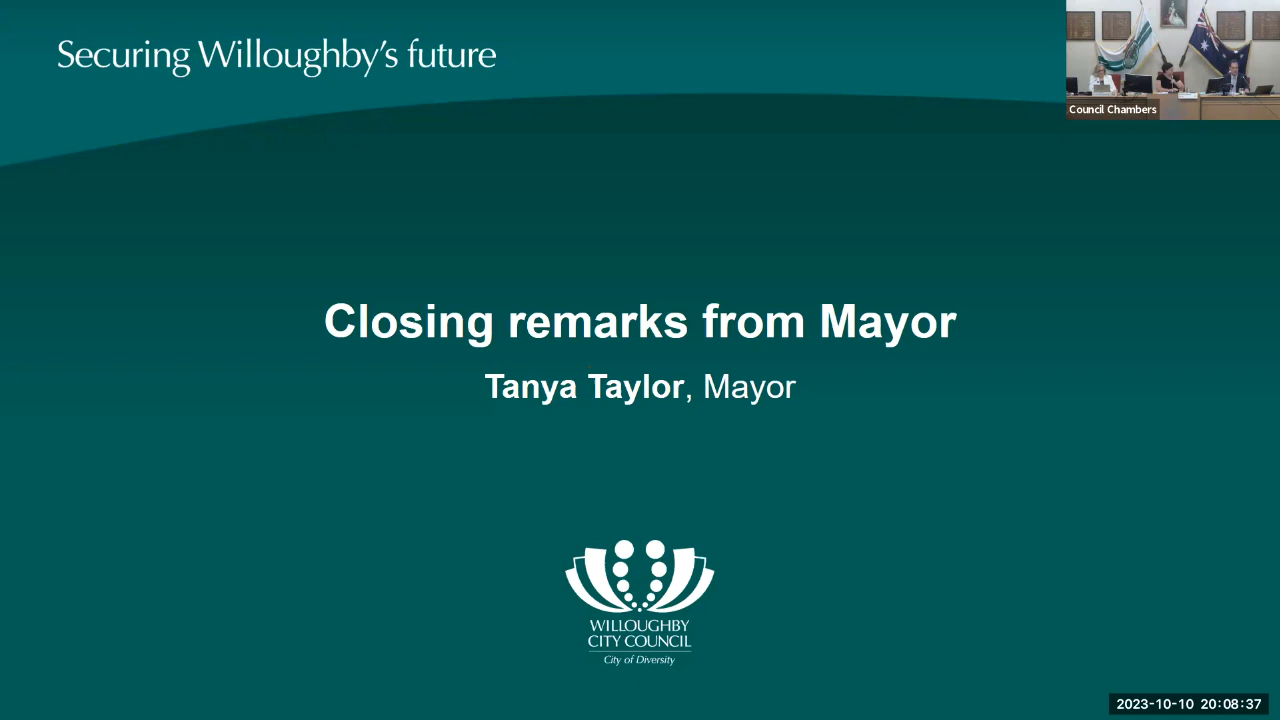 Securing Willoughby's future
Council Chambers
Closing remarks from Mayor
Tanya Taylor, Mayor
WILLOUGHBY
CITY COUNCIL
City of Diversity
2023-10-10 20:08:37